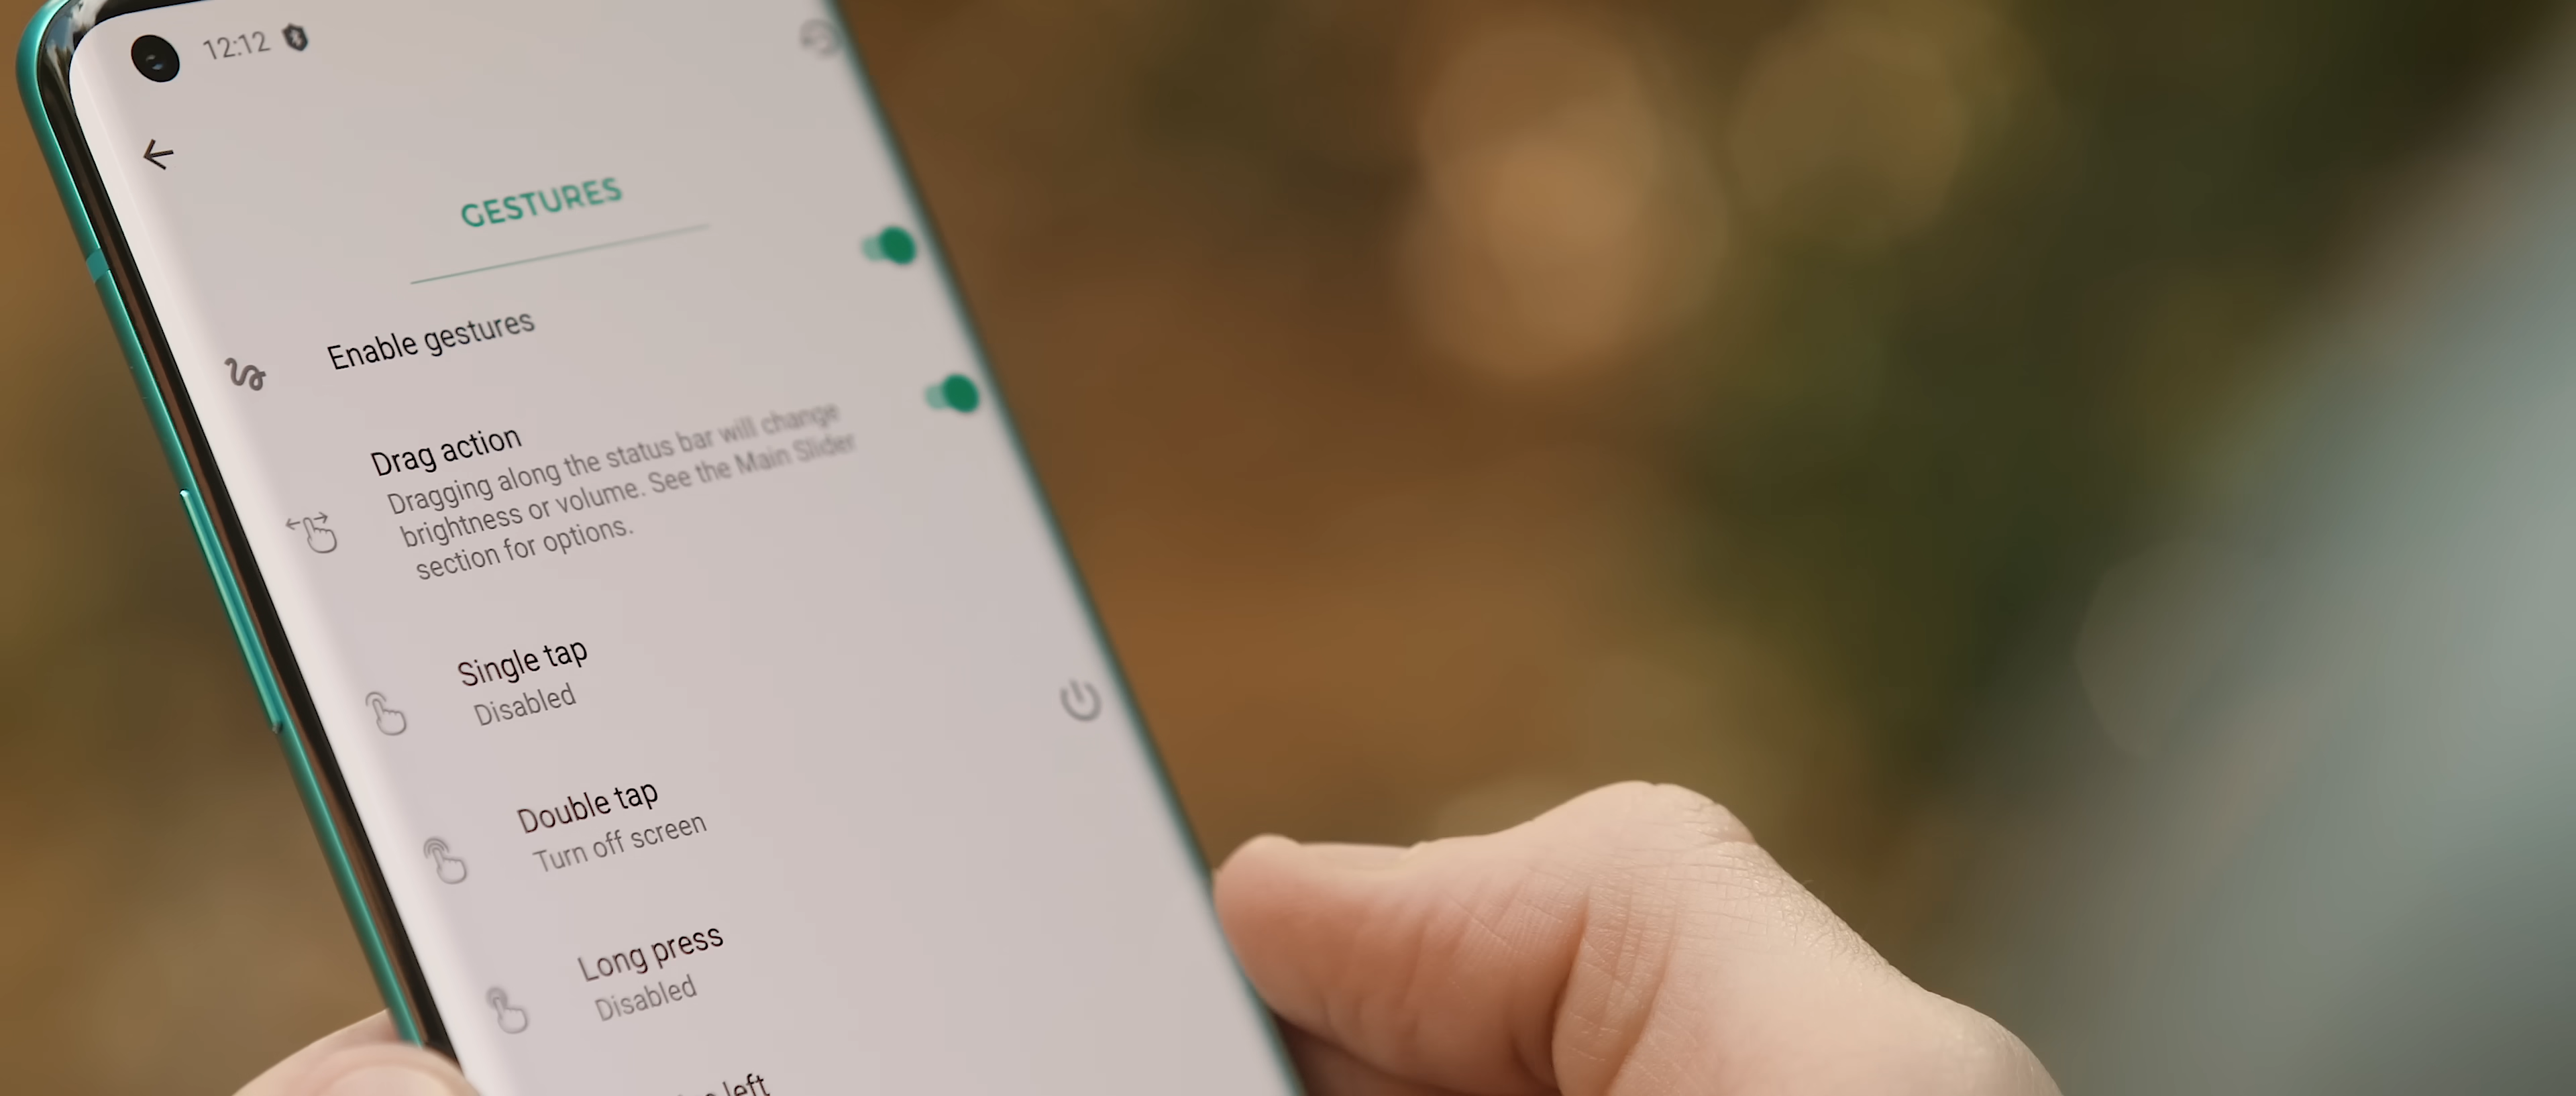 12:12
GESTURES
Enable gestures
Drag action
Dragging along the status bar will change
brightness or volume. See the Main Slider
section for options.
Single tap
Disabled
Double tap
Turn off screen
Long press
Disabled
left